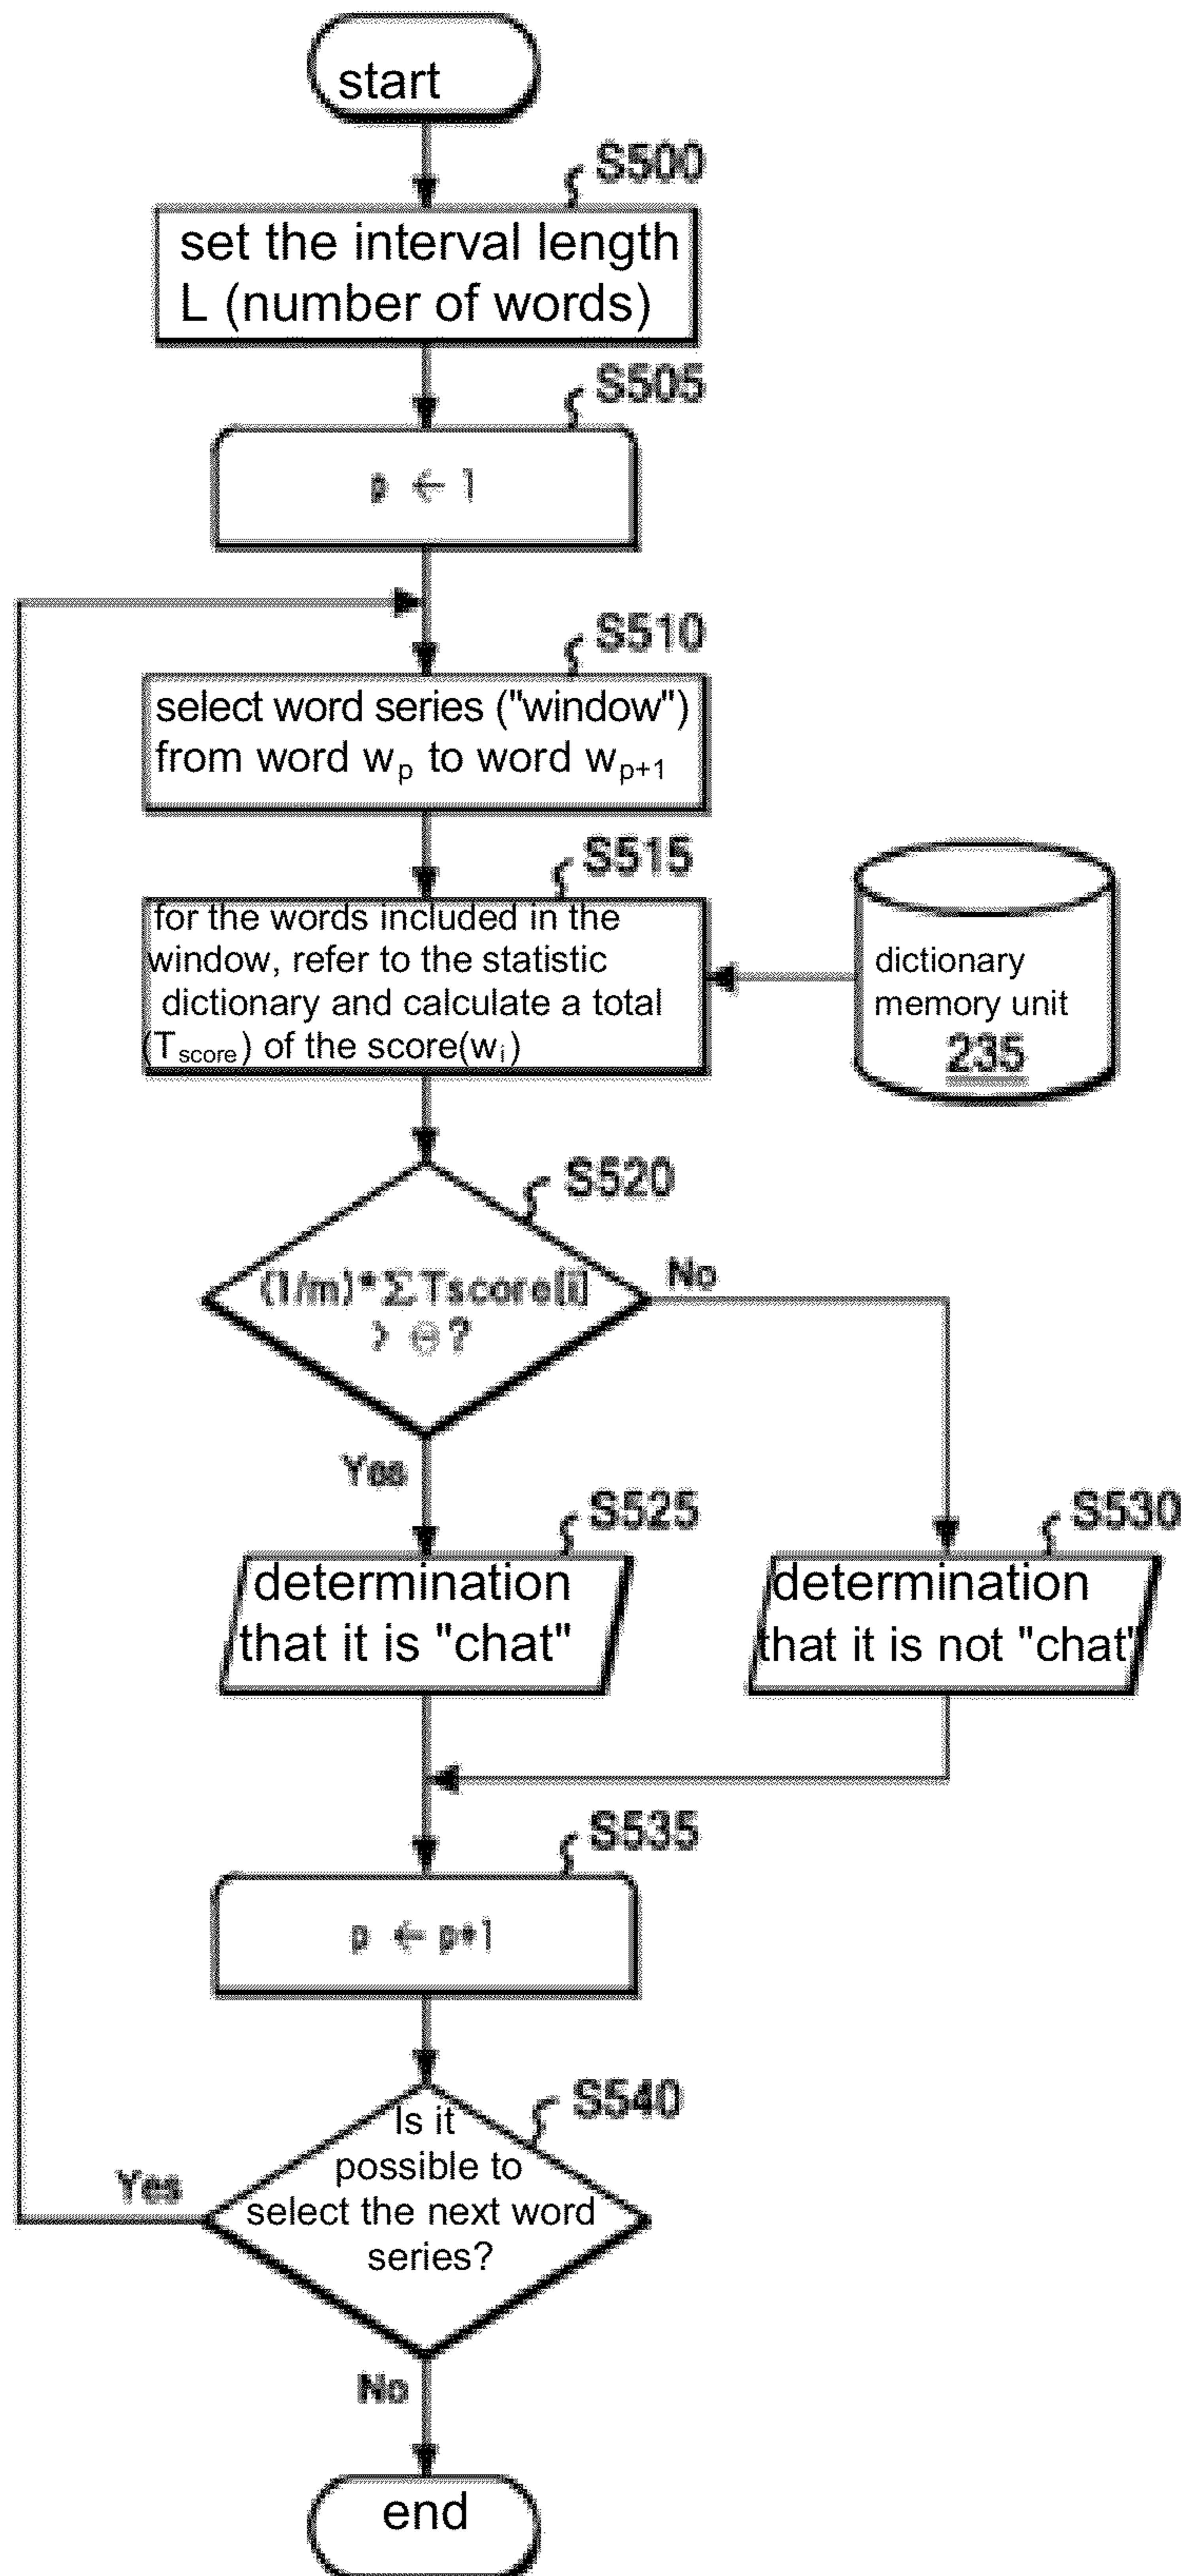 start
S500
set the interval length
L (number of words)
S505
p ← 1
S510
select word series ("window")
from word wₚ to word wₚ₊₁
S515
for the words included in the
window, refer to the statistic
dictionary and calculate a total
(Tscore) of the score(wᵢ)
dictionary
memory unit
235
S520
(1/m)*ΣTscore[i]
> Θ?
No
Yes
S525
determination
that it is "chat"
S530
determination
that it is not "chat"
S535
p ← p+1
S540
Is it
possible to
select the next word
series?
Yes
No
end